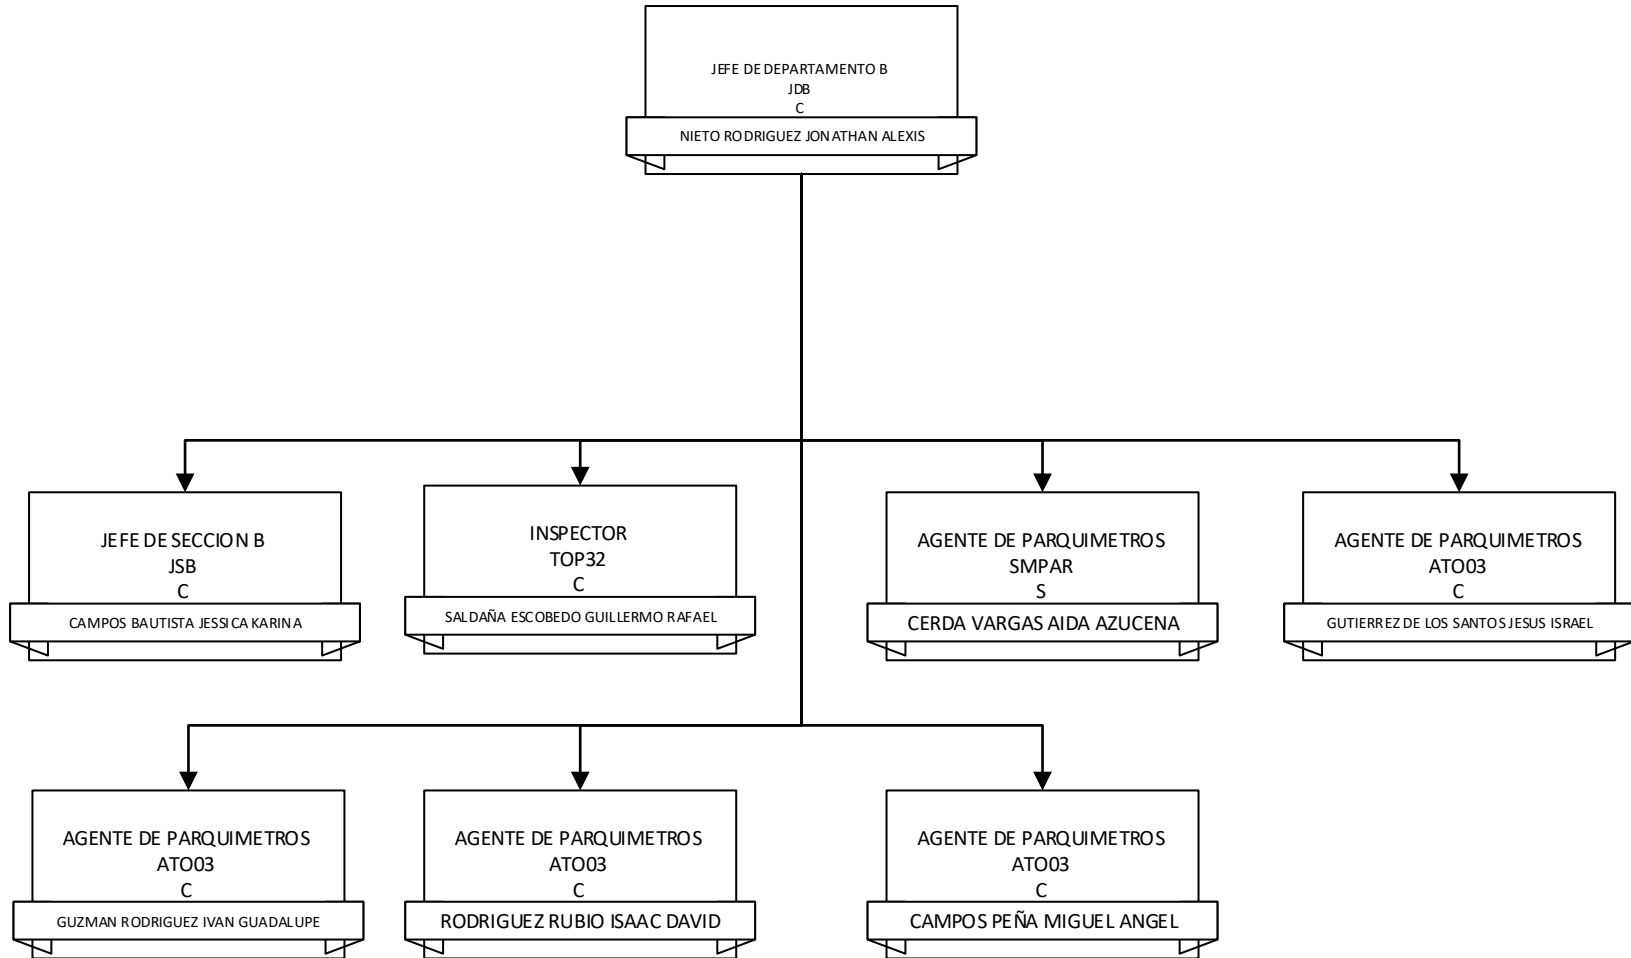 JEFE DE DEPARTAMENTO B
JDB
C
NIETO RODRIGUEZ JONATHAN ALEXIS
JEFE DE SECCION B
JSB
C
CAMPOS BAUTISTA JESSICA KARINA
INSPECTOR
TOP32
C
SALDAÑA ESCOBEDO GUILLERMO RAFAEL
AGENTE DE PARQUIMETROS
SMPAR
S
CERDA VARGAS AIDA AZUCENA
AGENTE DE PARQUIMETROS
ATO03
C
GUTIERREZ DE LOS SANTOS JESUS ISRAEL
AGENTE DE PARQUIMETROS
ATO03
C
GUZMAN RODRIGUEZ IVAN GUADALUPE
AGENTE DE PARQUIMETROS
ATO03
C
RODRIGUEZ RUBIO ISAAC DAVID
AGENTE DE PARQUIMETROS
ATO03
C
CAMPOS PEÑA MIGUEL ANGEL